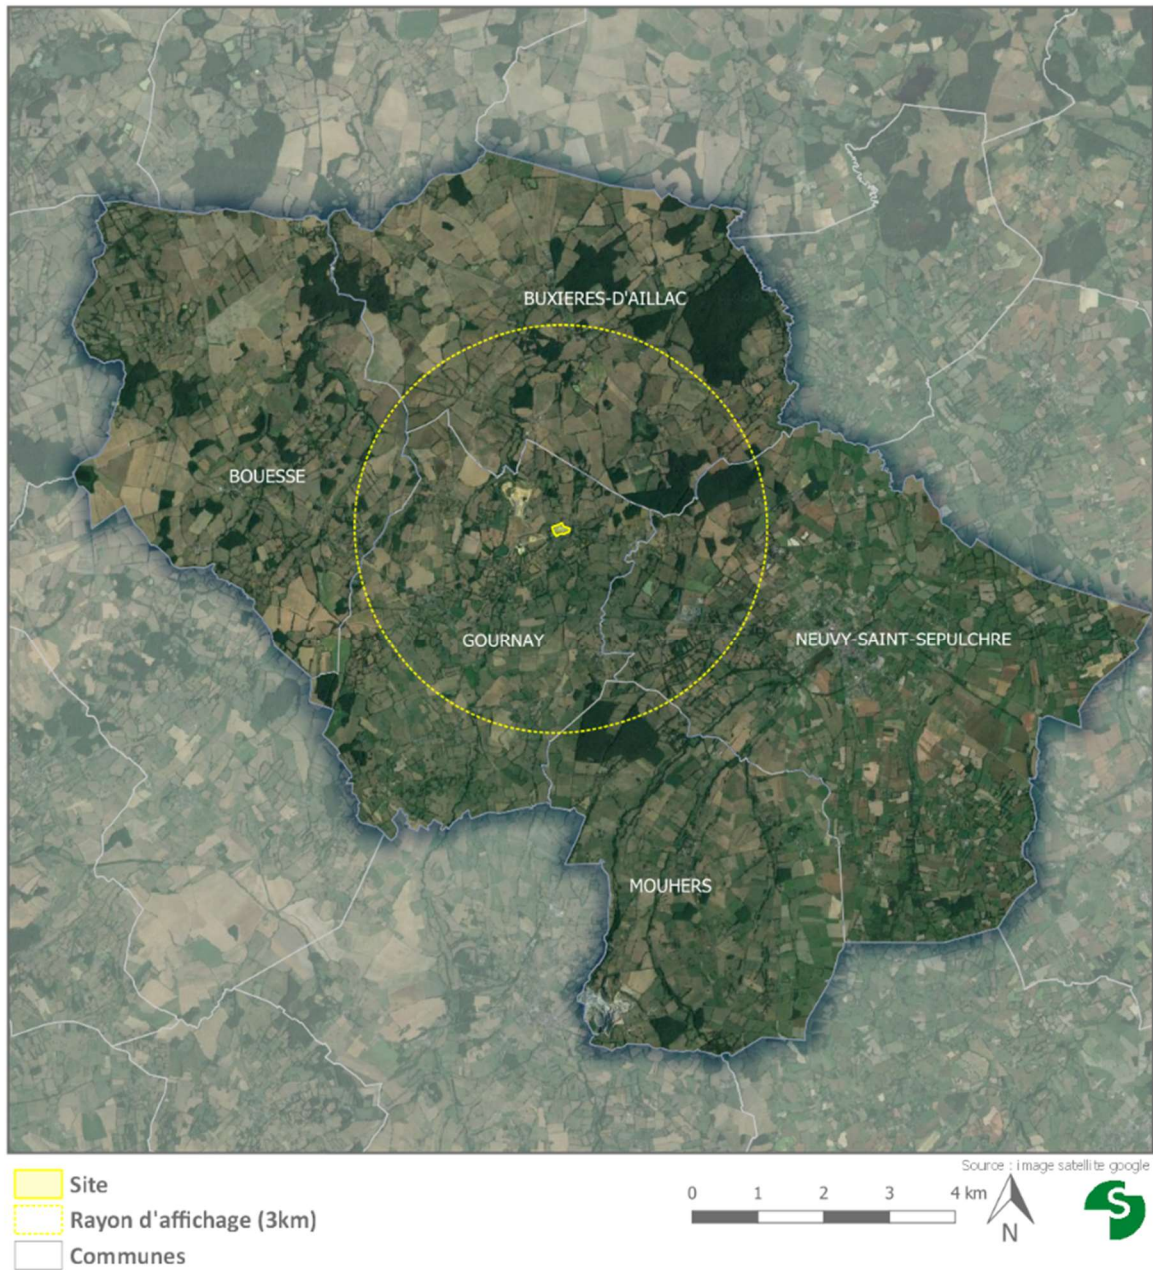 BUXIERES-D'AILLAC
BOUESSE
GOURNAY
NEUVY-SAINT-SEPULCHRE
MOUHERS
Source : image satellite google
Site
Rayon d'affichage (3km)
Communes
0 1 2 3 4 km
N
S